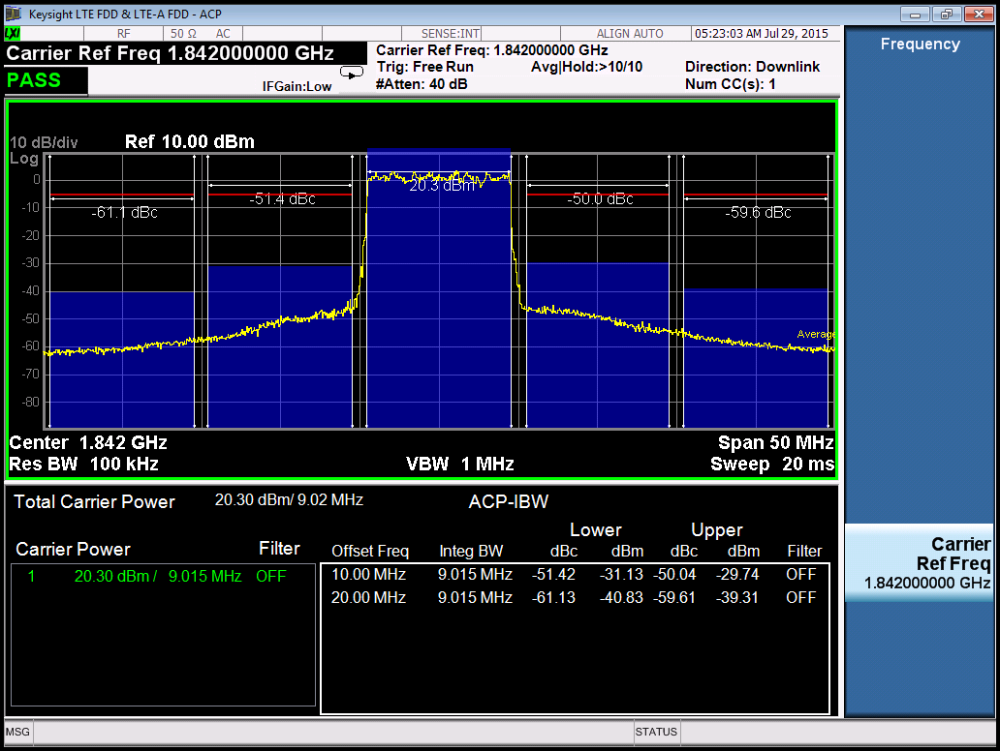 Keysight LTE FDD & LTE-A FDD - ACP
LXI RF 50 Ω AC SENSE:INT ALIGN AUTO 05:23:03 AM Jul 29, 2015
Carrier Ref Freq 1.842000000 GHz
Carrier Ref Freq: 1.842000000 GHz
Trig: Free Run Avg|Hold:>10/10 Direction: Downlink
PASS
IFGain:Low #Atten: 40 dB Num CC(s): 1
Frequency
10 dB/div Ref 10.00 dBm
Log
0
-10
-20
-30
-40
-50
-60
-70
-80
-61.1 dBc -51.4 dBc 20.3 dBm -50.0 dBc -59.6 dBc
Average
Center 1.842 GHz Span 50 MHz
Res BW 100 kHz VBW 1 MHz Sweep 20 ms
Total Carrier Power 20.30 dBm/ 9.02 MHz ACP-IBW
Lower Upper
Carrier Power Filter Offset Freq Integ BW dBc dBm dBc dBm Filter
1 20.30 dBm / 9.015 MHz OFF 10.00 MHz 9.015 MHz -51.42 -31.13 -50.04 -29.74 OFF
20.00 MHz 9.015 MHz -61.13 -40.83 -59.61 -39.31 OFF
Carrier
Ref Freq
1.842000000 GHz
MSG STATUS